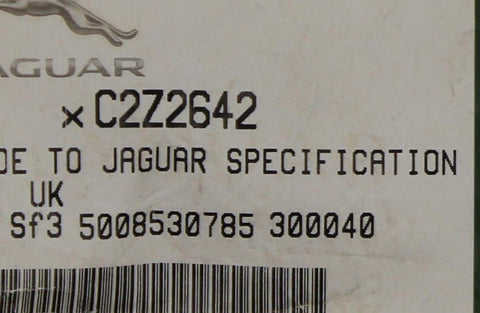 JAGUAR
x C2Z2642
DE TO JAGUAR SPECIFICATION
UK
Sf3 5008530785 300040